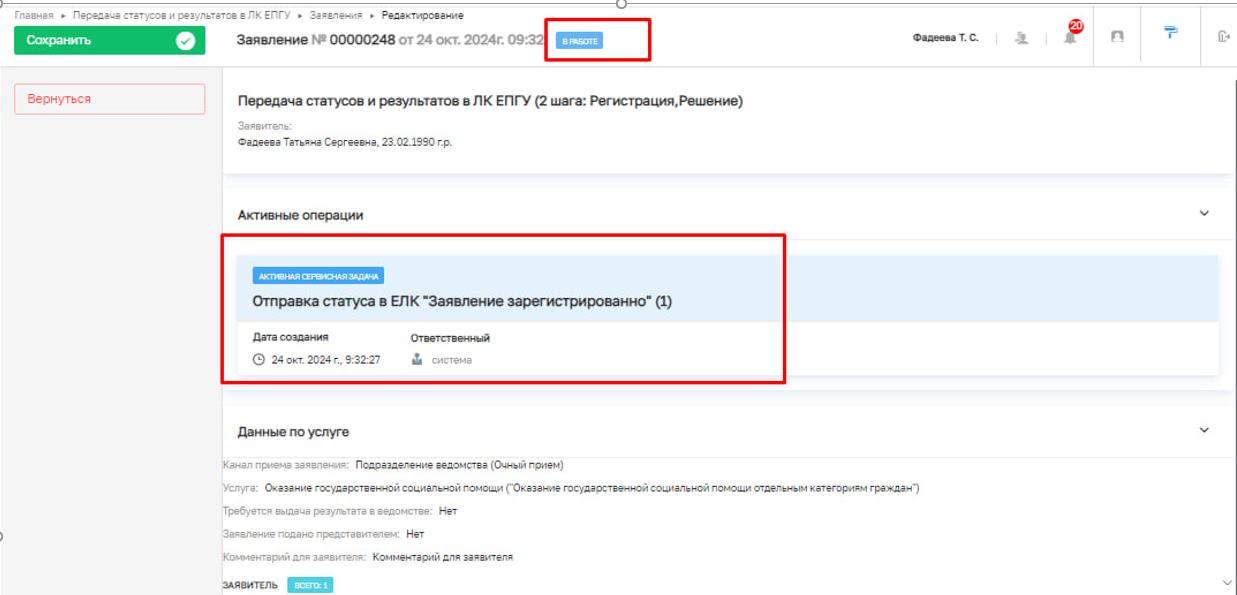 Главная ▸ Передача статусов и результатов в ЛК ЕПГУ ▸ Заявления ▸ Редактирование
Сохранить
Заявление № 00000248 от 24 окт. 2024г. 09:32
В РАБОТЕ
Фадеева Т. С.
20
Вернуться
Передача статусов и результатов в ЛК ЕПГУ (2 шага: Регистрация,Решение)
Заявитель:
Фадеева Татьяна Сергеевна, 23.02.1990 г.р.
Активные операции
АКТИВНАЯ СЕРВИСНАЯ ЗАДАЧА
Отправка статуса в ЕЛК "Заявление зарегистрированно" (1)
Дата создания Ответственный
24 окт. 2024 г., 9:32:27 система
Данные по услуге
Канал приема заявления: Подразделение ведомства (Очный прием)
Услуга: Оказание государственной социальной помощи ("Оказание государственной социальной помощи отдельным категориям граждан")
Требуется выдача результата в ведомстве: Нет
Заявление подано представителем: Нет
Комментарий для заявителя: Комментарий для заявителя
ЗАЯВИТЕЛЬ ВСЕГО: 1